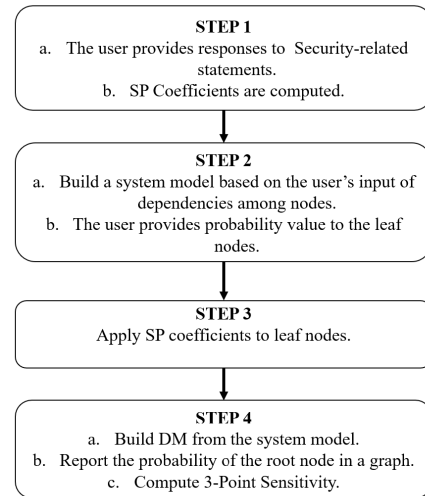 STEP 1
a. The user provides responses to Security-related
statements.
b. SP Coefficients are computed.
STEP 2
a. Build a system model based on the user's input of
dependencies among nodes.
b. The user provides probability value to the leaf
nodes.
STEP 3
Apply SP coefficients to leaf nodes.
STEP 4
a. Build DM from the system model.
b. Report the probability of the root node in a graph.
c. Compute 3-Point Sensitivity.